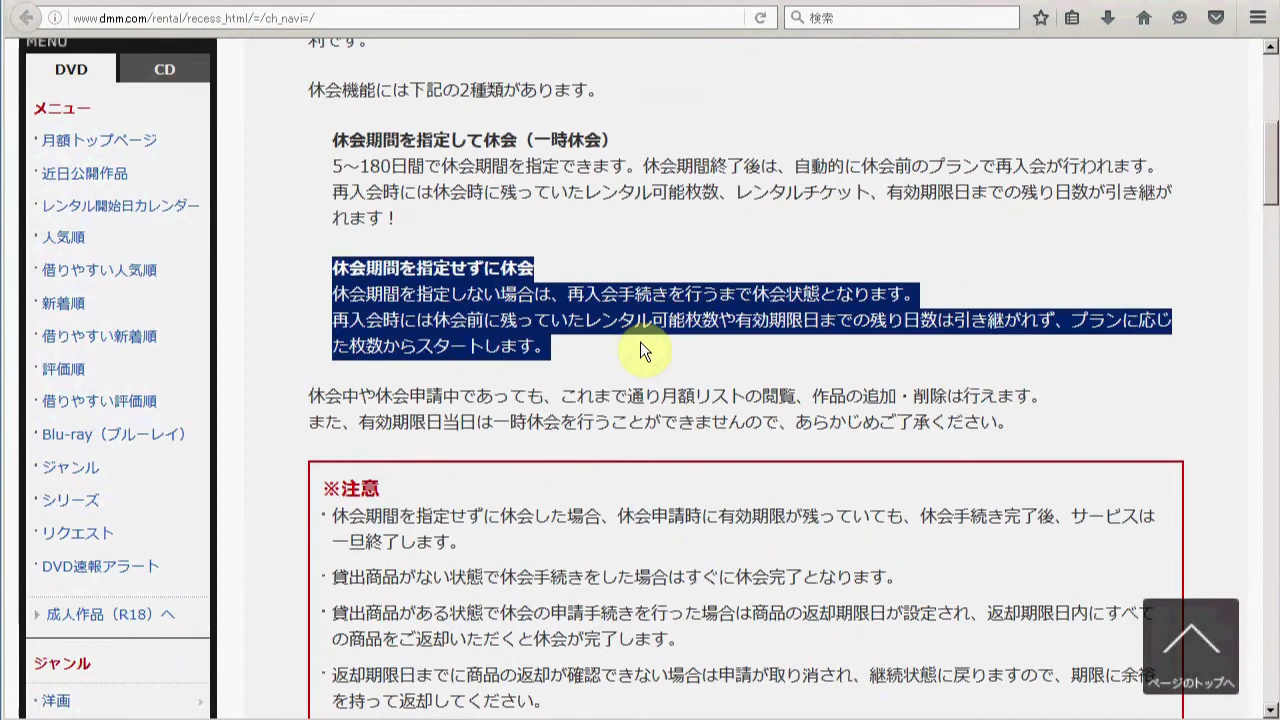 www.dmm.com/rental/recess_html/=/ch_navi=/
検索
MENU
DVD
CD
メニュー
・月額トップページ
・近日公開作品
・レンタル開始日カレンダー
・人気順
・借りやすい人気順
・新着順
・借りやすい新着順
・評価順
・借りやすい評価順
・Blu-ray（ブルーレイ）
・ジャンル
・シリーズ
・リクエスト
・DVD速報アラート
成人作品（R18）へ
ジャンル
・洋画
利です。
休会機能には下記の2種類があります。
休会期間を指定して休会（一時休会）
5～180日間で休会期間を指定できます。休会期間終了後は、自動的に休会前のプランで再入会が行われます。
再入会時には休会時に残っていたレンタル可能枚数、レンタルチケット、有効期限日までの残り日数が引き継が
れます！
休会期間を指定せずに休会
休会期間を指定しない場合は、再入会手続きを行うまで休会状態となります。
再入会時には休会前に残っていたレンタル可能枚数や有効期限日までの残り日数は引き継がれず、プランに応じ
た枚数からスタートします。
休会中や休会申請中であっても、これまで通り月額リストの閲覧、作品の追加・削除は行えます。
また、有効期限日当日は一時休会を行うことができませんので、あらかじめご了承ください。
※注意
・休会期間を指定せずに休会した場合、休会申請時に有効期限が残っていても、休会手続き完了後、サービスは
一旦終了します。
・貸出商品がない状態で休会手続きをした場合はすぐに休会完了となります。
・貸出商品がある状態で休会の申請手続きを行った場合は商品の返却期限日が設定され、返却期限日内にすべて
の商品をご返却いただくと休会が完了します。
・返却期限日までに商品の返却が確認できない場合は申請が取り消され、継続状態に戻りますので、期限に余裕
を持って返却してください。
ページのトップへ